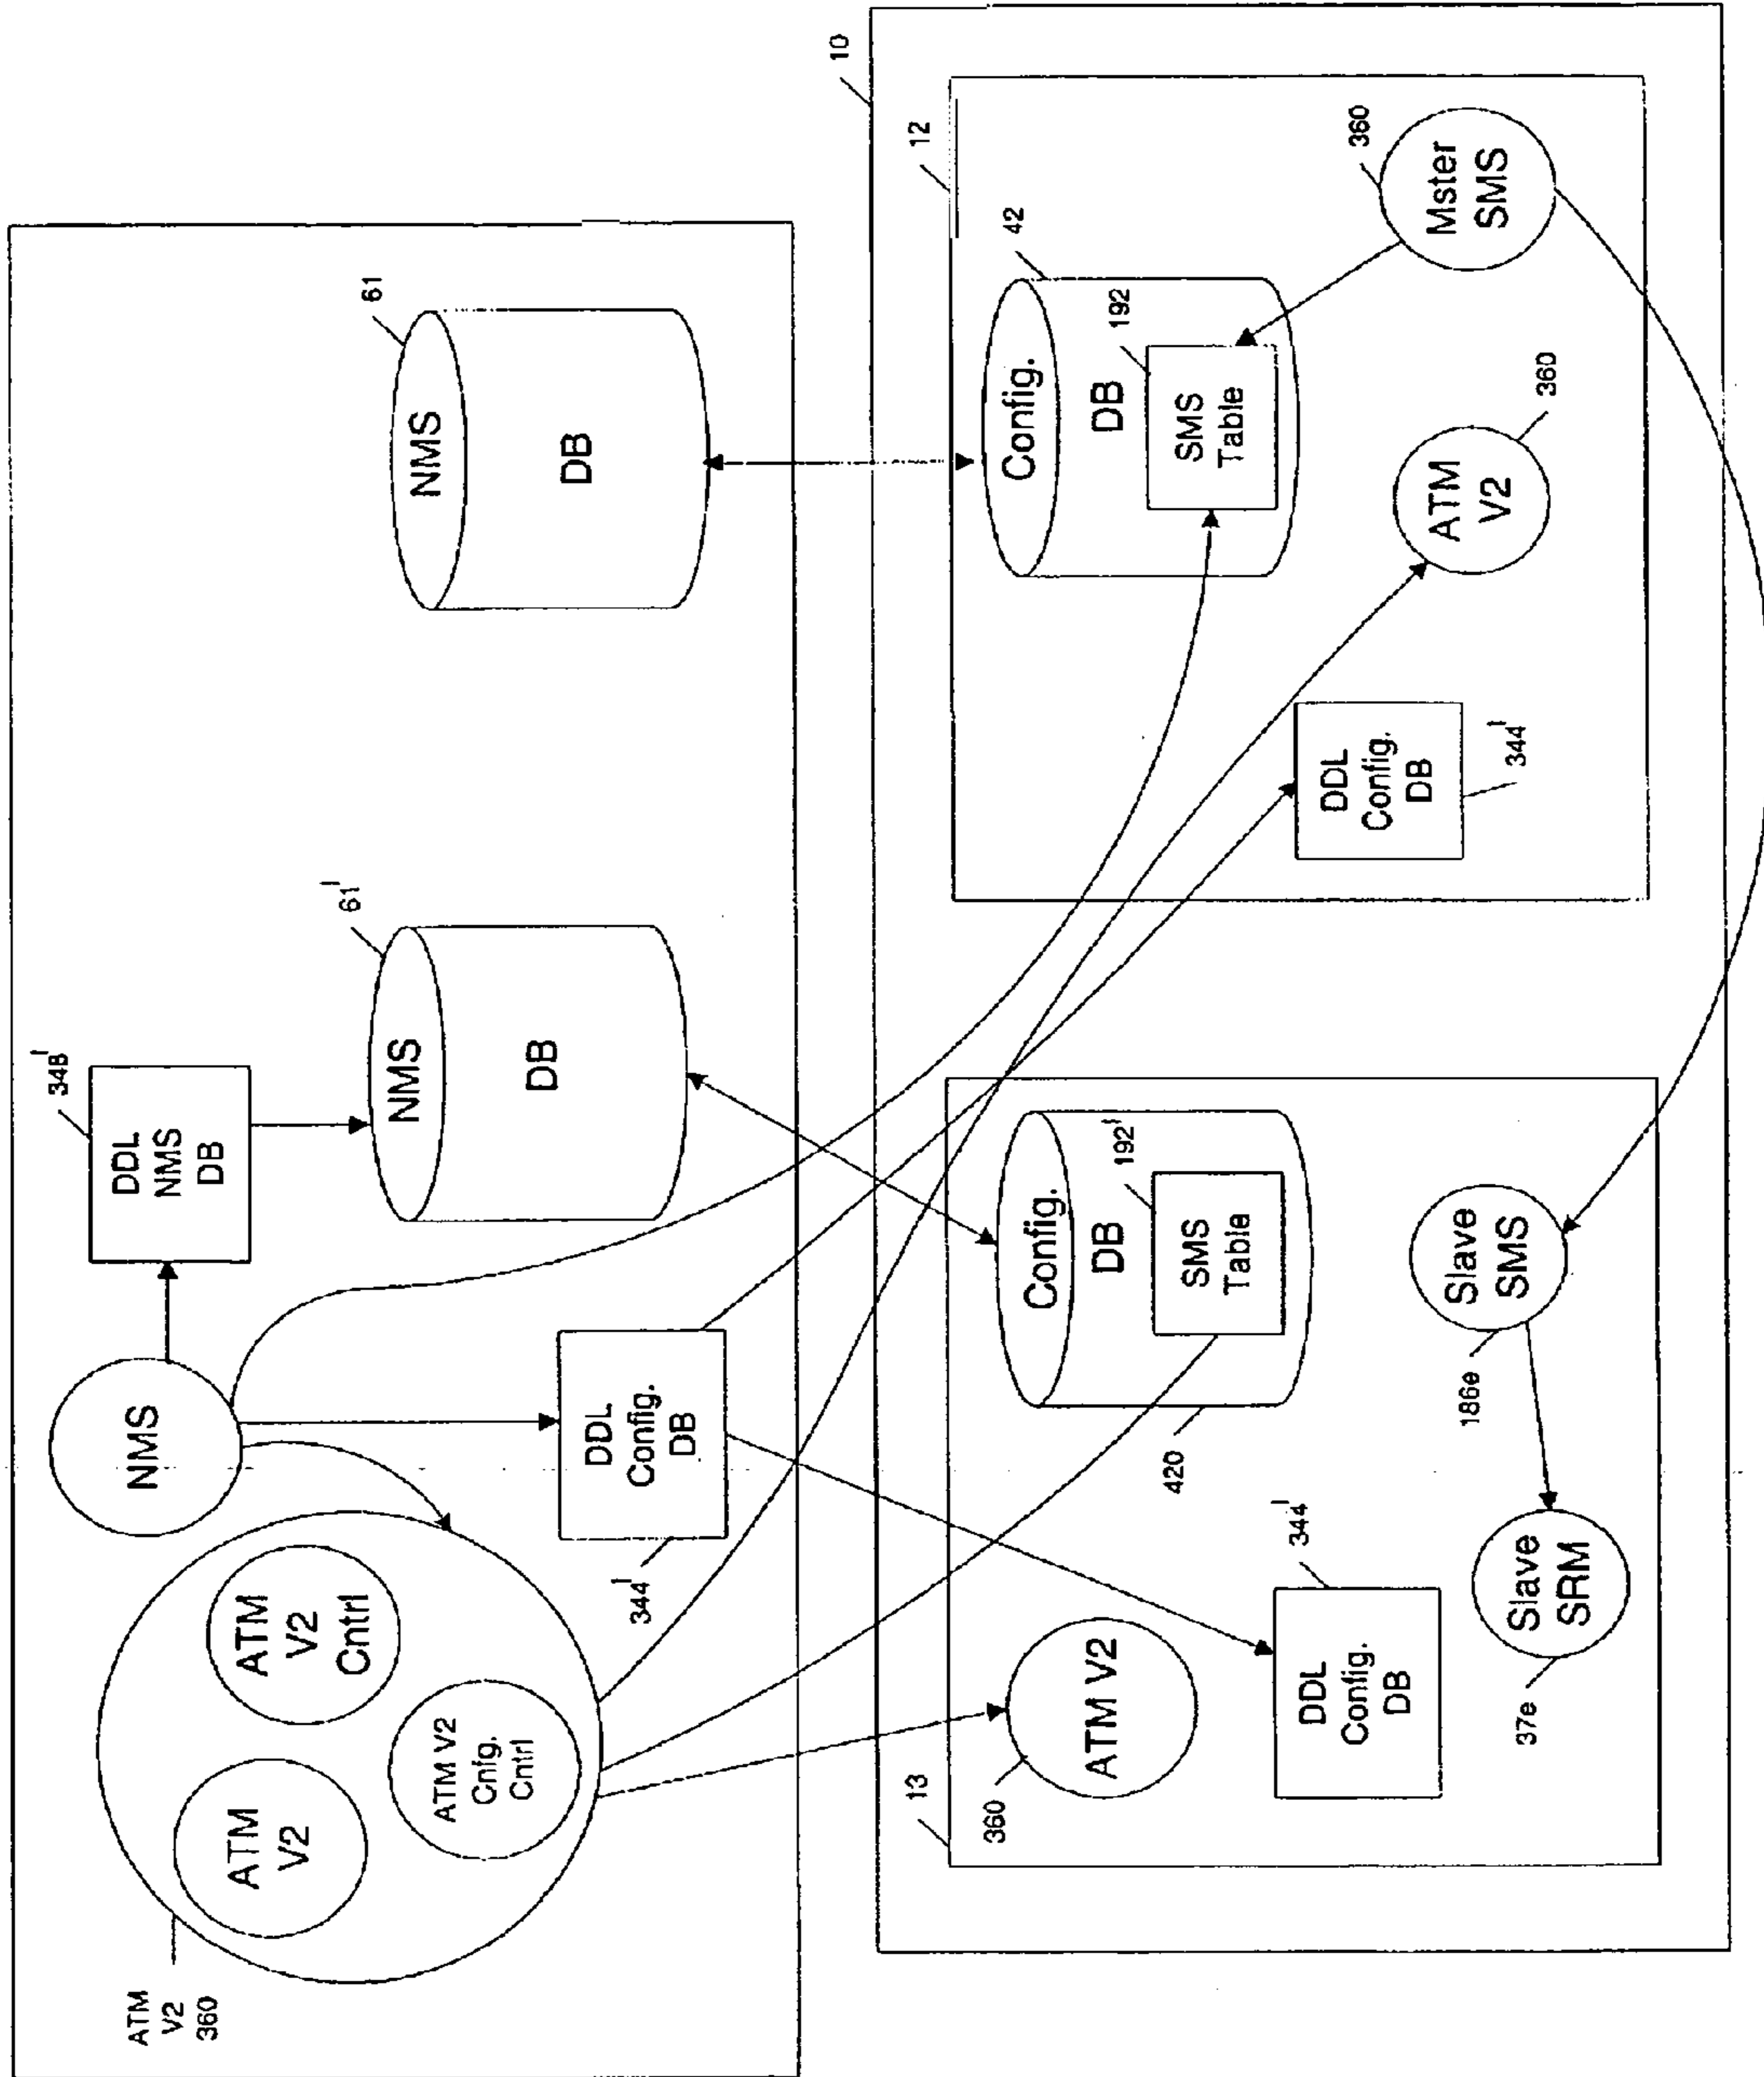 ATM
V2
360
ATM
V2
ATM
V2
Cntrl
ATM V2
Cnfg.
Cntrl
NMS
DDL
NMS
DB
348'
DDL
Config.
DB
344'
NMS
DB
61'
NMS
DB
61
10
13
360
ATM V2
DDL
Config.
DB
344'
Config.
DB
192'
SMS
Table
420
Slave
SRM
37e
Slave
SMS
186e
12
Config.
DB
42
192
SMS
Table
DDL
Config.
DB
344'
ATM
V2
360
Mster
SMS
360